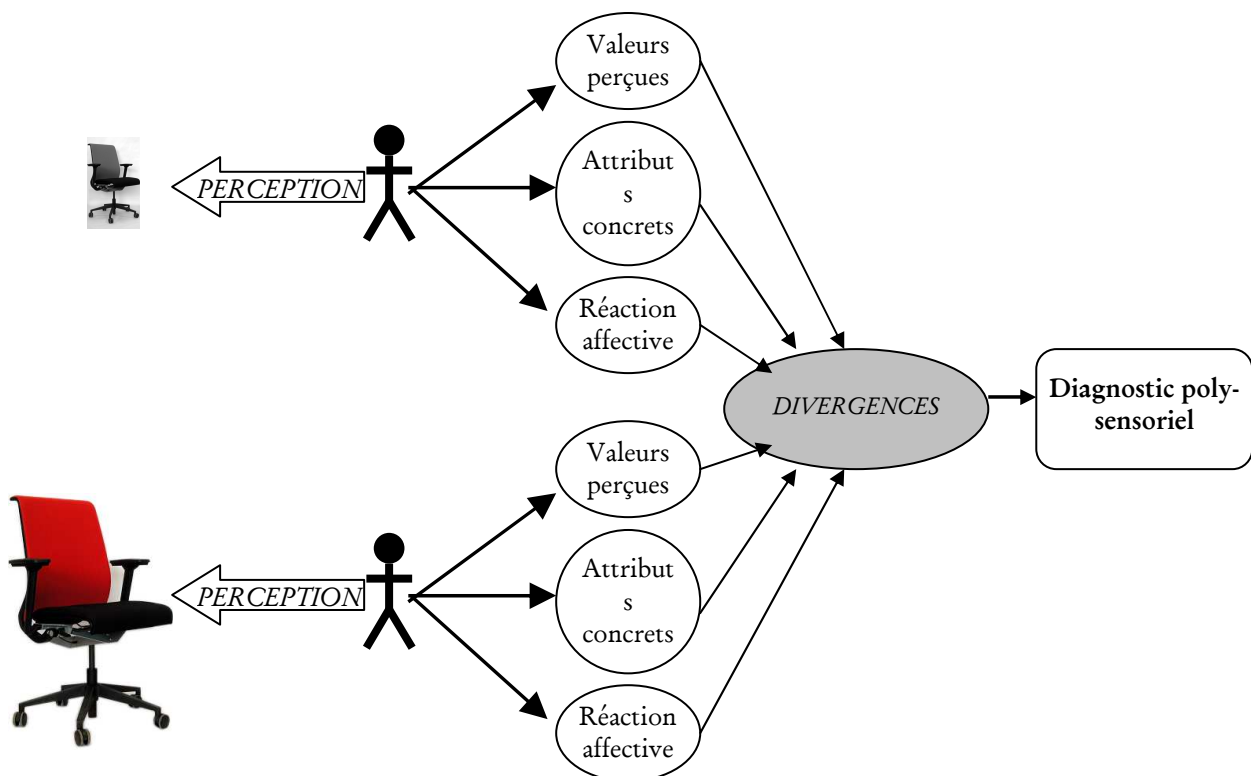 Valeurs
perçues
PERCEPTION
Attribut
s
concrets
Réaction
affective
DIVERGENCES
Diagnostic poly-
sensoriel
Valeurs
perçues
PERCEPTION
Attribut
s
concrets
Réaction
affective